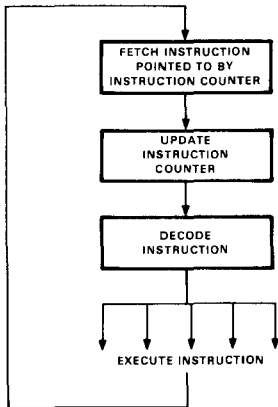 FETCH INSTRUCTION
POINTED TO BY
INSTRUCTION COUNTER
UPDATE
INSTRUCTION
COUNTER
DECODE
INSTRUCTION
EXECUTE INSTRUCTION